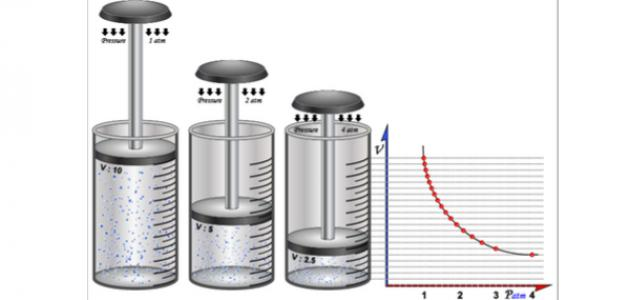 Pressure 1 atm
Pressure 2 atm
Pressure 4 atm
V : 10
V : 5
V : 2.5
V
1 2 3 Patm 4